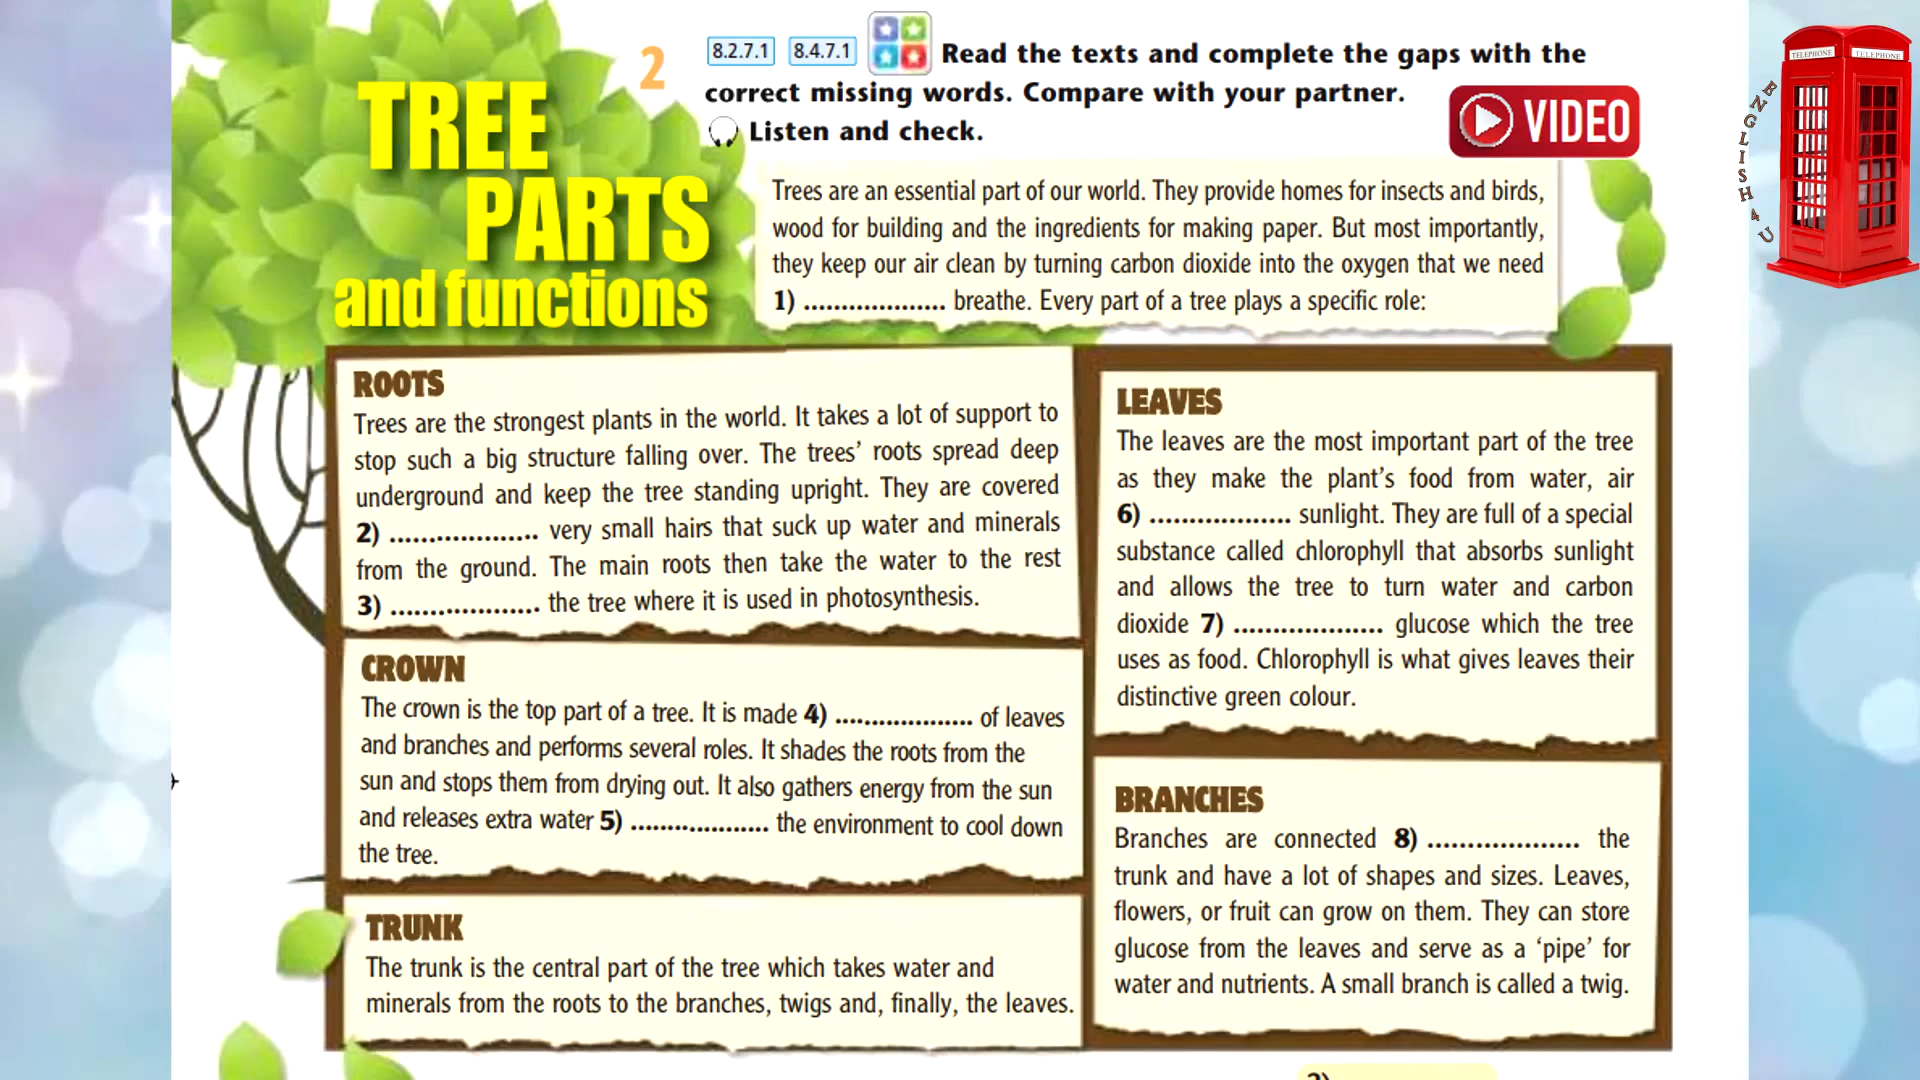 TREE
PARTS
and functions
2
8.2.7.1 8.4.7.1 Read the texts and complete the gaps with the
correct missing words. Compare with your partner.
Listen and check.
VIDEO
TELEPHONE TELEPHONE
ENGLISH 4 U
Trees are an essential part of our world. They provide homes for insects and birds,
wood for building and the ingredients for making paper. But most importantly,
they keep our air clean by turning carbon dioxide into the oxygen that we need
1) ................... breathe. Every part of a tree plays a specific role:
ROOTS
Trees are the strongest plants in the world. It takes a lot of support to
stop such a big structure falling over. The trees’ roots spread deep
underground and keep the tree standing upright. They are covered
2) .................... very small hairs that suck up water and minerals
from the ground. The main roots then take the water to the rest
3) .................... the tree where it is used in photosynthesis.
CROWN
The crown is the top part of a tree. It is made 4) ................... of leaves
and branches and performs several roles. It shades the roots from the
sun and stops them from drying out. It also gathers energy from the sun
and releases extra water 5) ................... the environment to cool down
the tree.
TRUNK
The trunk is the central part of the tree which takes water and
minerals from the roots to the branches, twigs and, finally, the leaves.
LEAVES
The leaves are the most important part of the tree
as they make the plant’s food from water, air
6) ................... sunlight. They are full of a special
substance called chlorophyll that absorbs sunlight
and allows the tree to turn water and carbon
dioxide 7) .................... glucose which the tree
uses as food. Chlorophyll is what gives leaves their
distinctive green colour.
BRANCHES
Branches are connected 8) .................... the
trunk and have a lot of shapes and sizes. Leaves,
flowers, or fruit can grow on them. They can store
glucose from the leaves and serve as a ‘pipe’ for
water and nutrients. A small branch is called a twig.